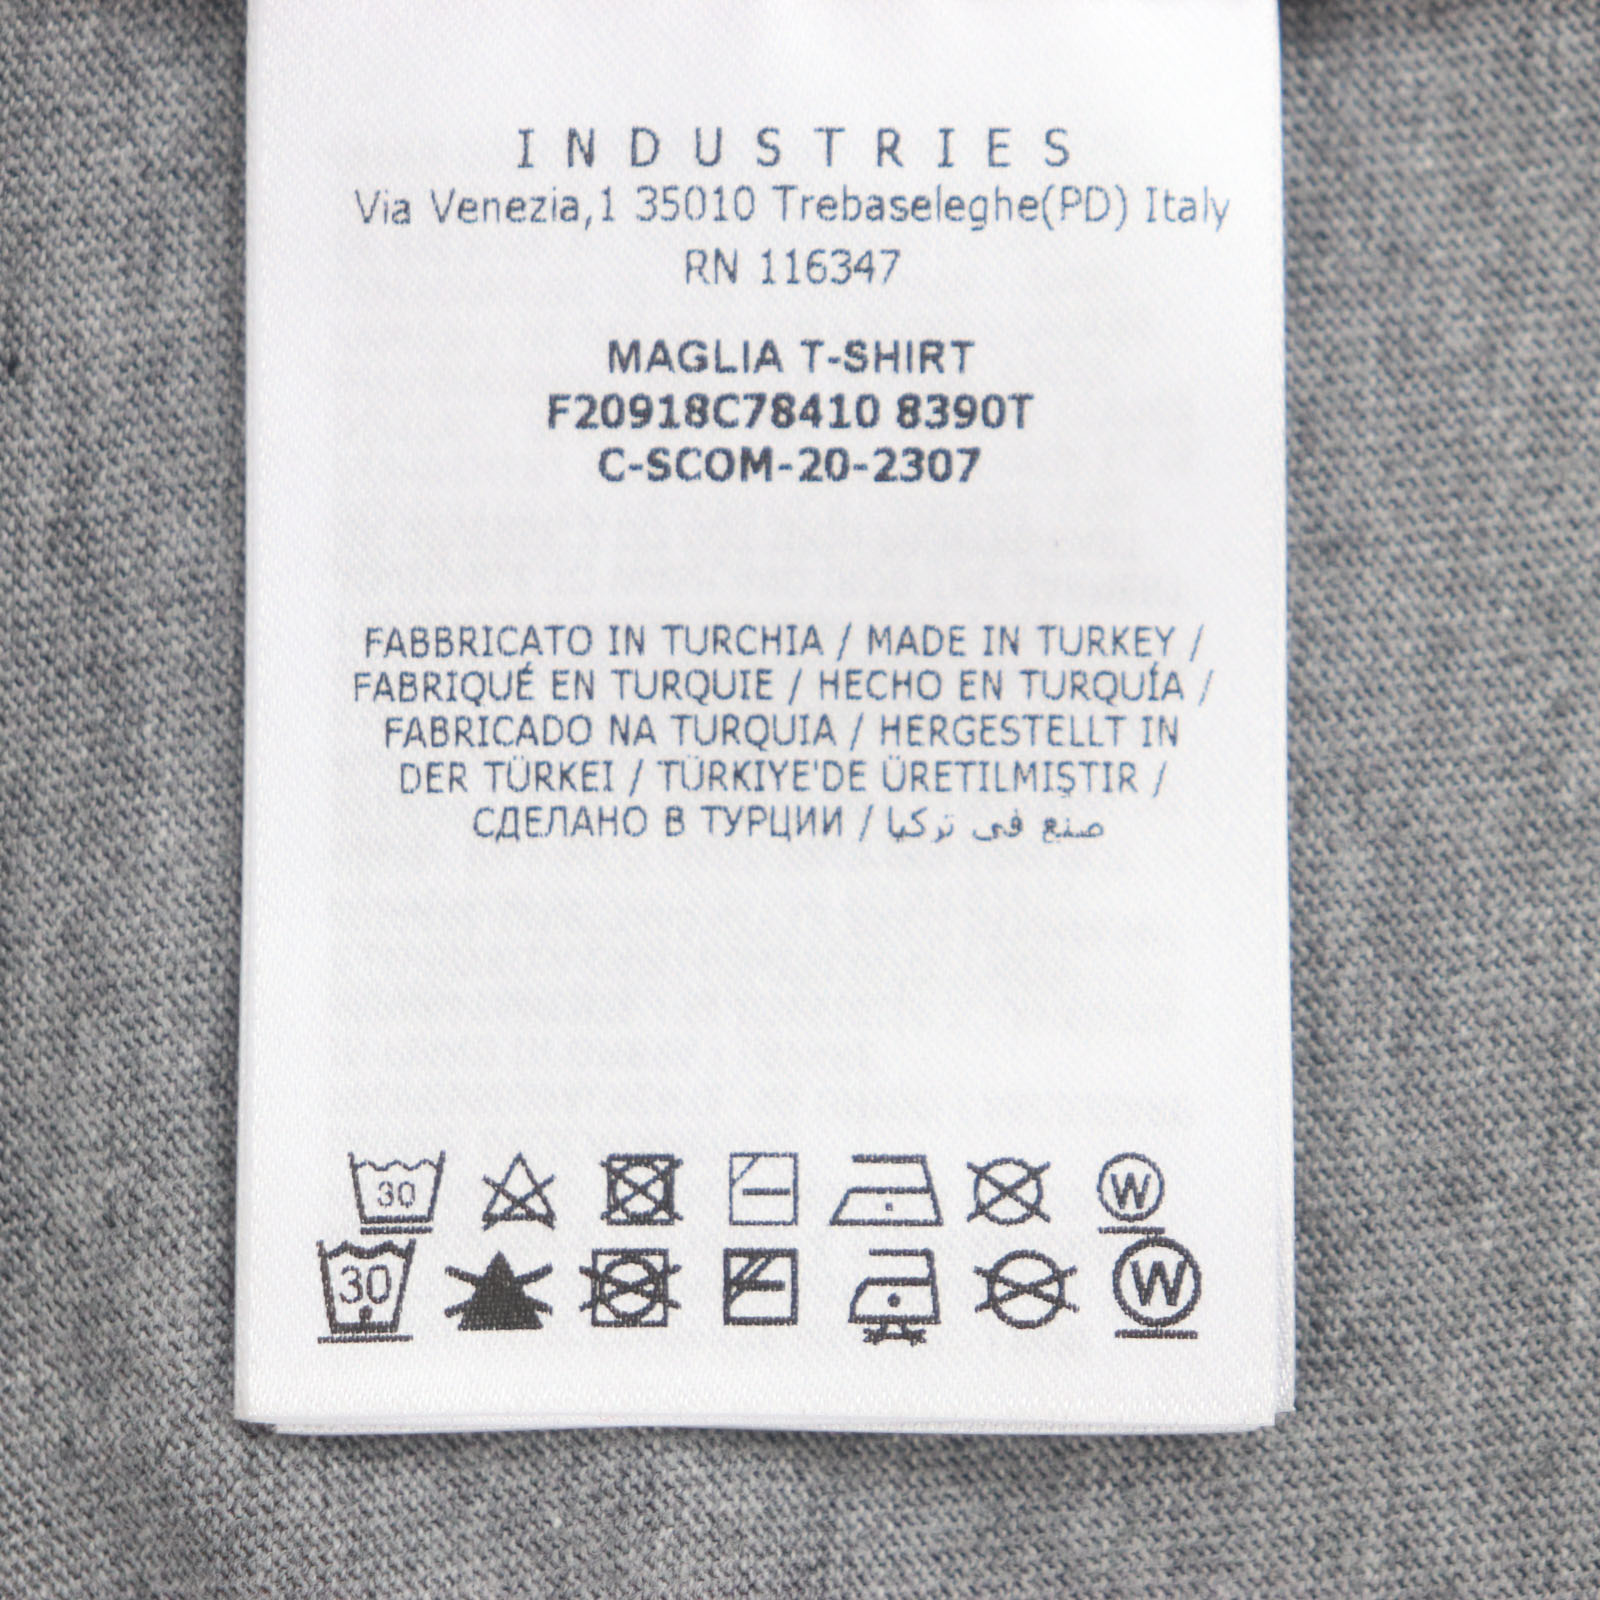 INDUSTRIES
Via Venezia,1 35010 Trebaseleghe(PD) Italy
RN 116347
MAGLIA T-SHIRT
F20918C78410 8390T
C-SCOM-20-2307
FABBRICATO IN TURCHIA / MADE IN TURKEY /
FABRIQUÉ EN TURQUIE / HECHO EN TURQUÍA /
FABRICADO NA TURQUIA / HERGESTELLT IN
DER TÜRKEI / TÜRKIYE'DE ÜRETILMIŞTIR /
СДЕЛАНО В ТУРЦИИ / صنع في تركيا
30 W
30 W